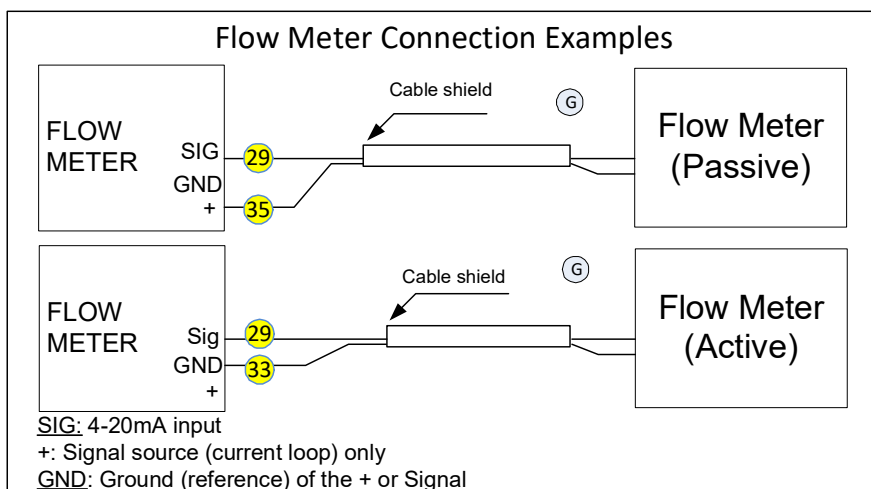 Flow Meter Connection Examples
FLOW
METER
SIG
GND
+
29
35
Cable shield
G
Flow Meter
(Passive)
FLOW
METER
Sig
GND
+
29
33
Cable shield
G
Flow Meter
(Active)
SIG: 4-20mA input
+: Signal source (current loop) only
GND: Ground (reference) of the + or Signal